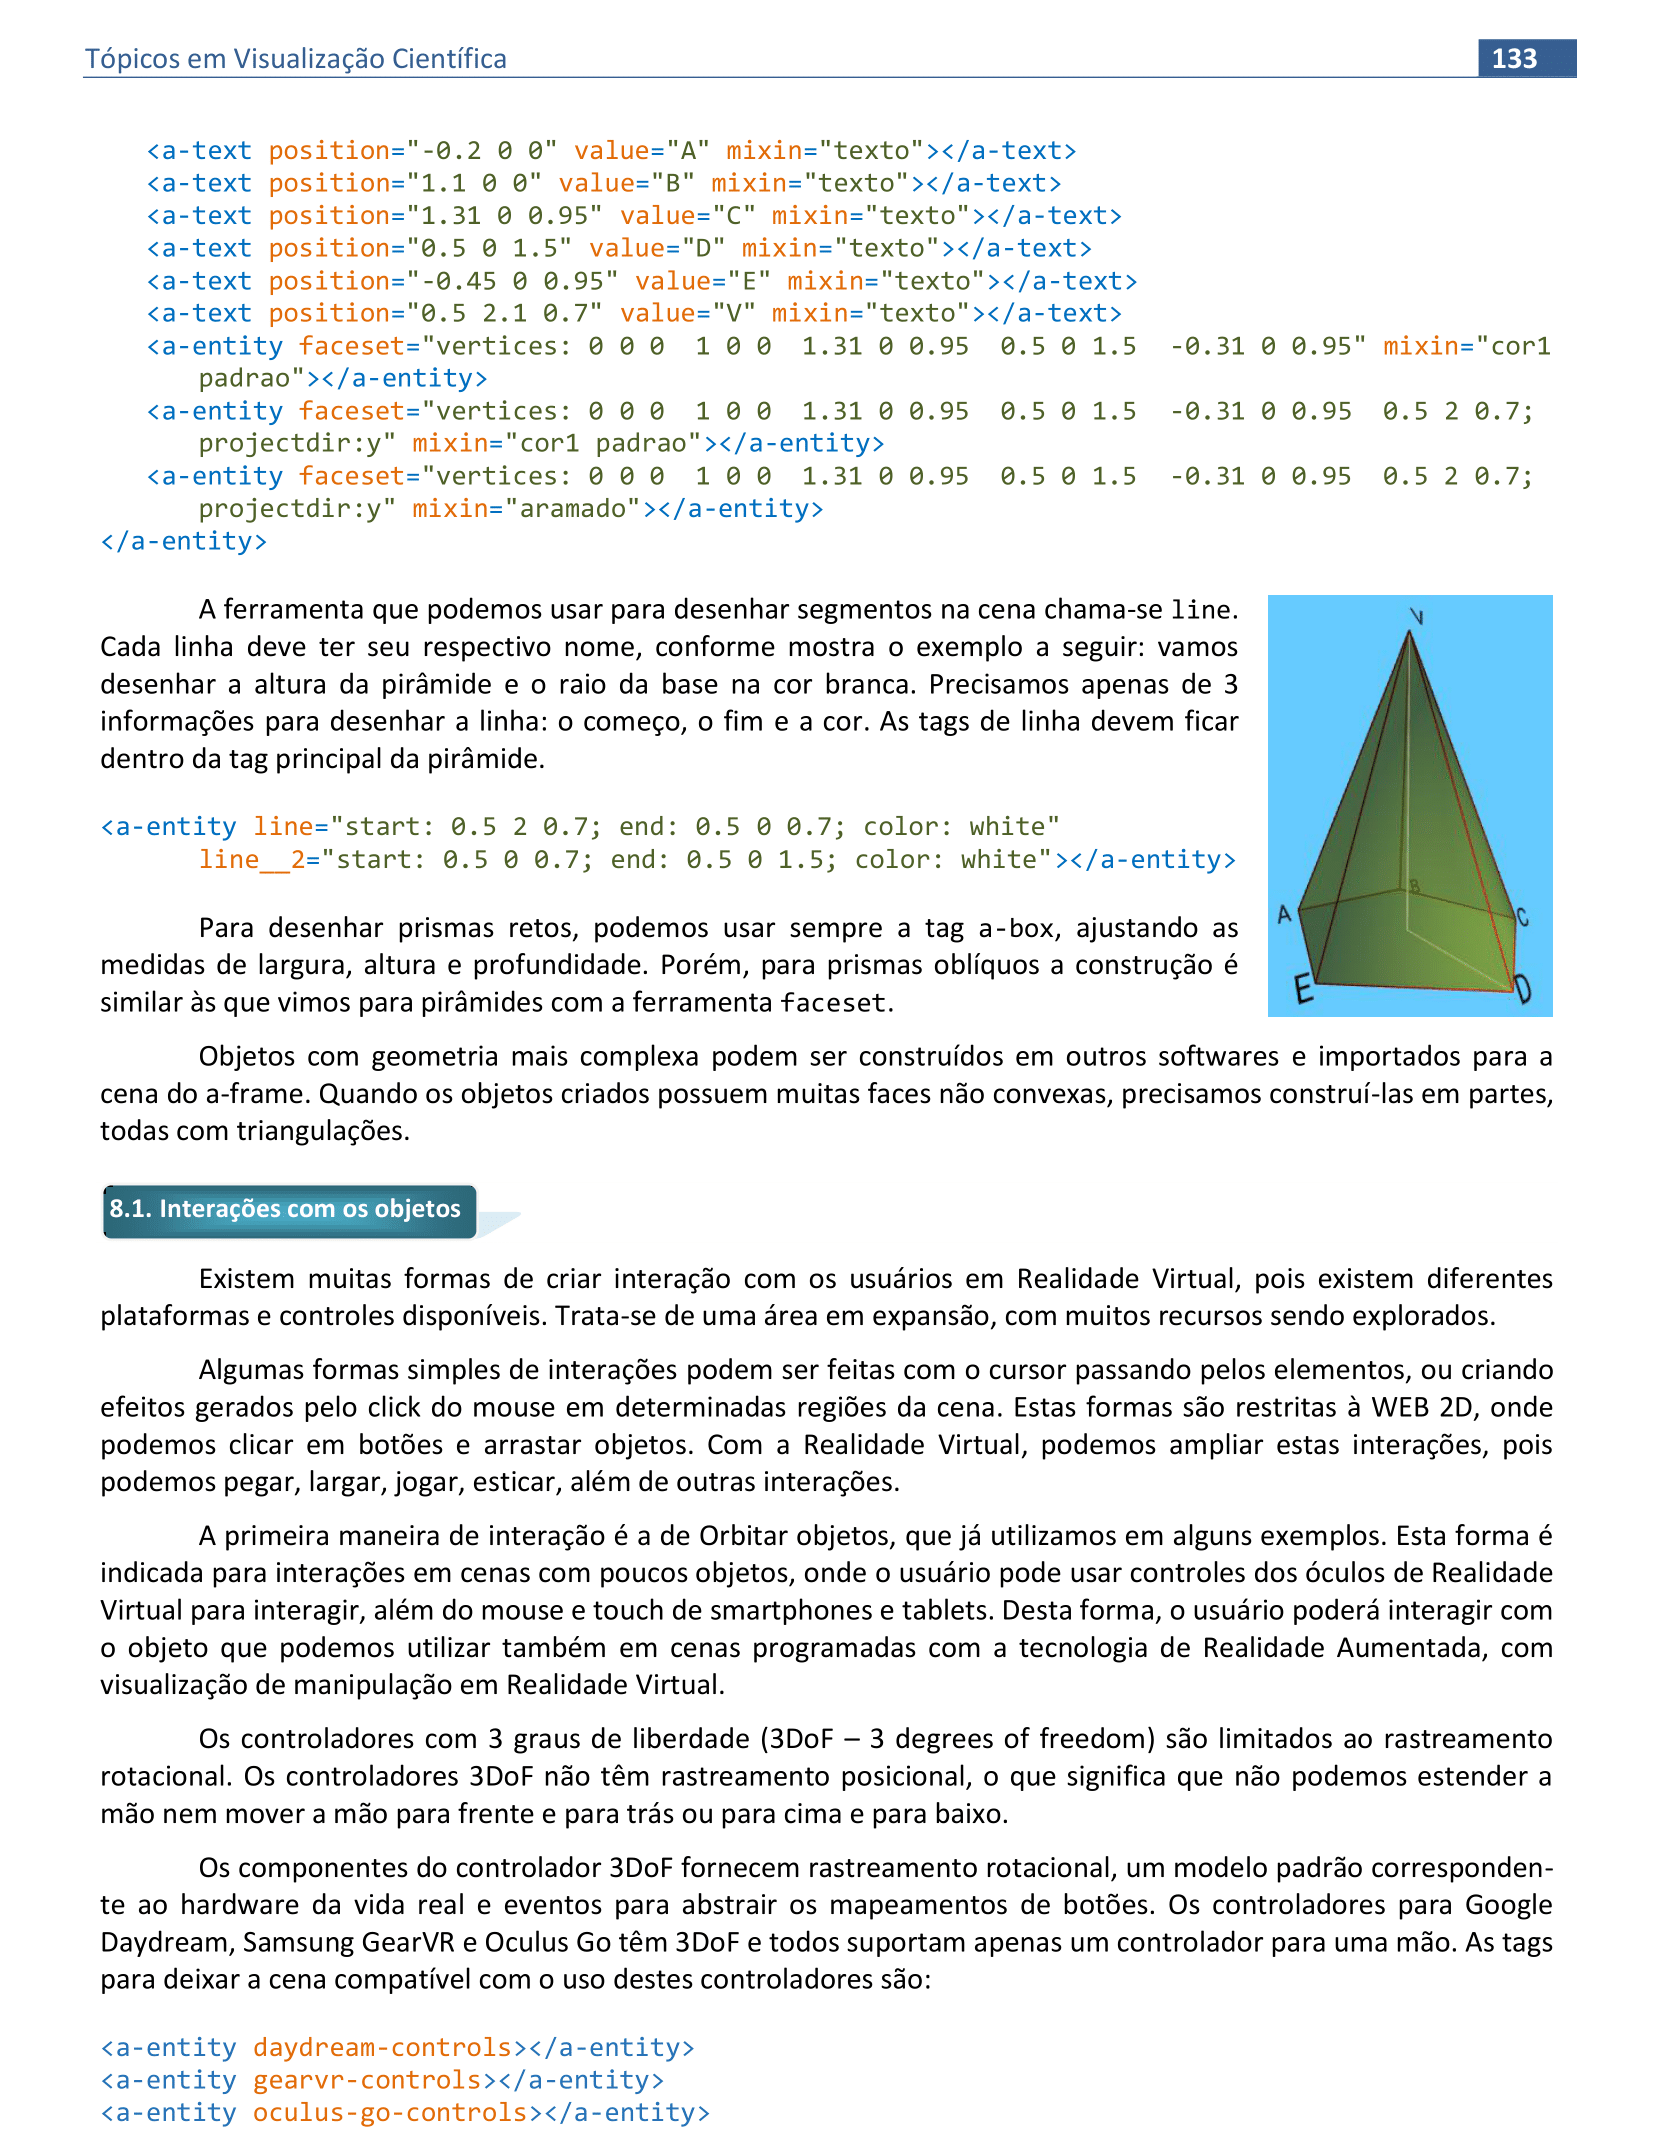 Tópicos em Visualização Científica 133
<a-text position="-0.2 0 0" value="A" mixin="texto"></a-text>
<a-text position="1.1 0 0" value="B" mixin="texto"></a-text>
<a-text position="1.31 0 0.95" value="C" mixin="texto"></a-text>
<a-text position="0.5 0 1.5" value="D" mixin="texto"></a-text>
<a-text position="-0.45 0 0.95" value="E" mixin="texto"></a-text>
<a-text position="0.5 2.1 0.7" value="V" mixin="texto"></a-text>
<a-entity faceset="vertices: 0 0 0  1 0 0  1.31 0 0.95  0.5 0 1.5  -0.31 0 0.95" mixin="cor1
padrao"></a-entity>
<a-entity faceset="vertices: 0 0 0  1 0 0  1.31 0 0.95  0.5 0 1.5  -0.31 0 0.95  0.5 2 0.7;
projectdir:y" mixin="cor1 padrao"></a-entity>
<a-entity faceset="vertices: 0 0 0  1 0 0  1.31 0 0.95  0.5 0 1.5  -0.31 0 0.95  0.5 2 0.7;
projectdir:y" mixin="aramado"></a-entity>
</a-entity>
A ferramenta que podemos usar para desenhar segmentos na cena chama-se line.
Cada linha deve ter seu respectivo nome, conforme mostra o exemplo a seguir: vamos
desenhar a altura da pirâmide e o raio da base na cor branca. Precisamos apenas de 3
informações para desenhar a linha: o começo, o fim e a cor. As tags de linha devem ficar
dentro da tag principal da pirâmide.
<a-entity line="start: 0.5 2 0.7; end: 0.5 0 0.7; color: white"
line__2="start: 0.5 0 0.7; end: 0.5 0 1.5; color: white"></a-entity>
Para desenhar prismas retos, podemos usar sempre a tag a-box, ajustando as
medidas de largura, altura e profundidade. Porém, para prismas oblíquos a construção é
similar às que vimos para pirâmides com a ferramenta faceset.
V
B
A
C
E
D
Objetos com geometria mais complexa podem ser construídos em outros softwares e importados para a
cena do a-frame. Quando os objetos criados possuem muitas faces não convexas, precisamos construí-las em partes,
todas com triangulações.
8.1. Interações com os objetos
Existem muitas formas de criar interação com os usuários em Realidade Virtual, pois existem diferentes
plataformas e controles disponíveis. Trata-se de uma área em expansão, com muitos recursos sendo explorados.
Algumas formas simples de interações podem ser feitas com o cursor passando pelos elementos, ou criando
efeitos gerados pelo click do mouse em determinadas regiões da cena. Estas formas são restritas à WEB 2D, onde
podemos clicar em botões e arrastar objetos. Com a Realidade Virtual, podemos ampliar estas interações, pois
podemos pegar, largar, jogar, esticar, além de outras interações.
A primeira maneira de interação é a de Orbitar objetos, que já utilizamos em alguns exemplos. Esta forma é
indicada para interações em cenas com poucos objetos, onde o usuário pode usar controles dos óculos de Realidade
Virtual para interagir, além do mouse e touch de smartphones e tablets. Desta forma, o usuário poderá interagir com
o objeto que podemos utilizar também em cenas programadas com a tecnologia de Realidade Aumentada, com
visualização de manipulação em Realidade Virtual.
Os controladores com 3 graus de liberdade (3DoF – 3 degrees of freedom) são limitados ao rastreamento
rotacional. Os controladores 3DoF não têm rastreamento posicional, o que significa que não podemos estender a
mão nem mover a mão para frente e para trás ou para cima e para baixo.
Os componentes do controlador 3DoF fornecem rastreamento rotacional, um modelo padrão corresponden-
te ao hardware da vida real e eventos para abstrair os mapeamentos de botões. Os controladores para Google
Daydream, Samsung GearVR e Oculus Go têm 3DoF e todos suportam apenas um controlador para uma mão. As tags
para deixar a cena compatível com o uso destes controladores são:
<a-entity daydream-controls></a-entity>
<a-entity gearvr-controls></a-entity>
<a-entity oculus-go-controls></a-entity>